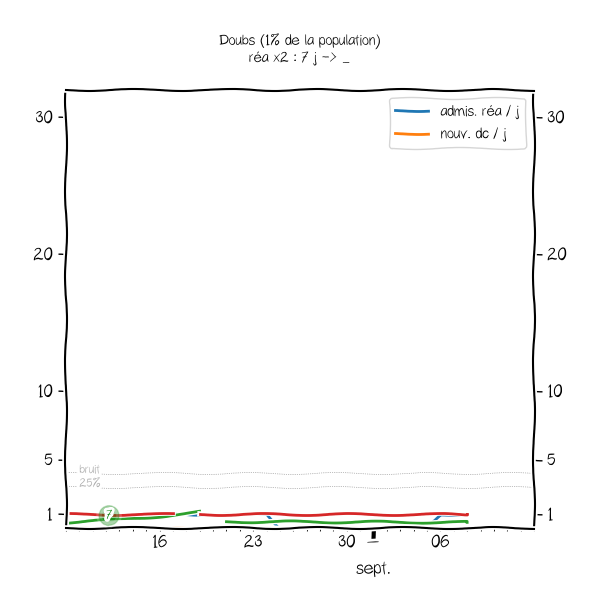 Doubs (1% de la population)
réa x2 : 7 j -> _
admis. réa / j
nouv. dc / j
30
30
20
20
10
10
5
5
bruit
25%
7
1
1
16 23 30 06
sept.